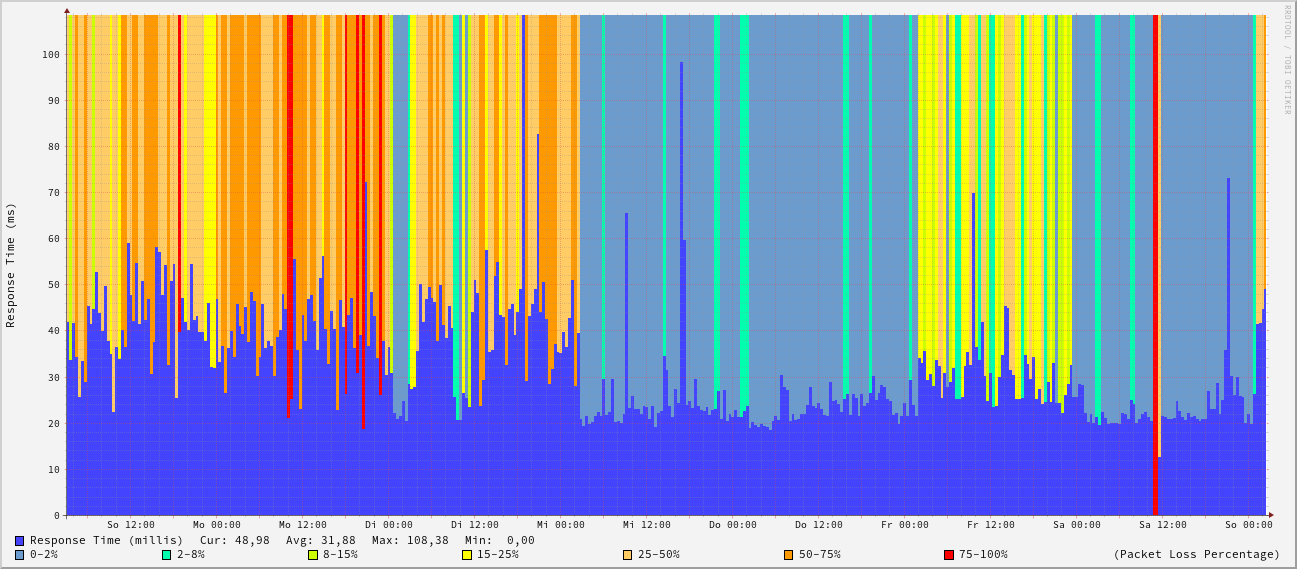 RRDTOOL / TOBI OETIKER
Response Time (ms)
100
90
80
70
60
50
40
30
20
10
0
So 12:00 Mo 00:00 Mo 12:00 Di 00:00 Di 12:00 Mi 00:00 Mi 12:00 Do 00:00 Do 12:00 Fr 00:00 Fr 12:00 Sa 00:00 Sa 12:00 So 00:00
Response Time (millis) Cur: 48,98 Avg: 31,88 Max: 108,38 Min: 0,00
0-2% 2-8% 8-15% 15-25% 25-50% 50-75% 75-100% (Packet Loss Percentage)